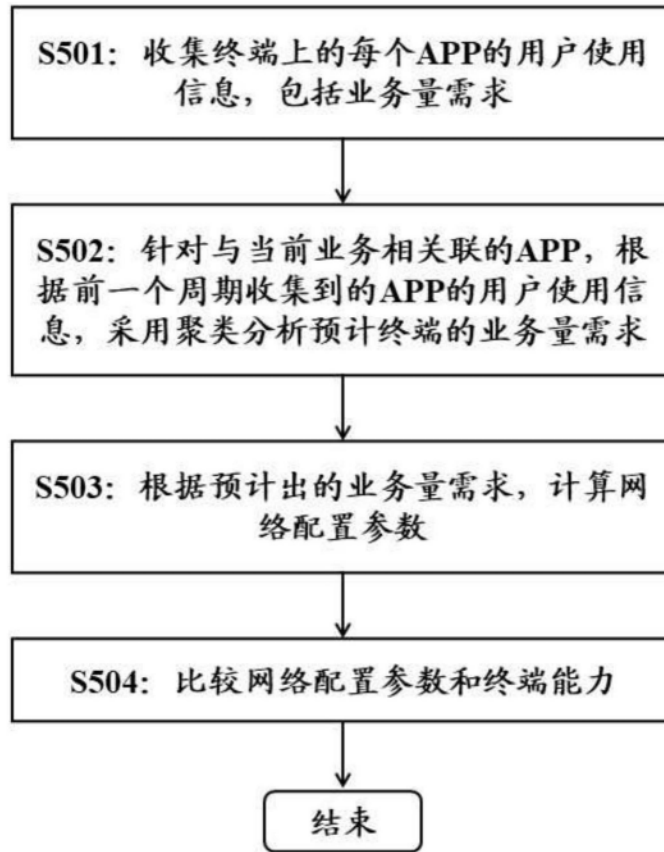 S501：收集终端上的每个APP的用户使用
信息，包括业务量需求
S502：针对与当前业务相关联的APP，根
据前一个周期收集到的APP的用户使用信
息，采用聚类分析预计终端的业务量需求
S503：根据预计出的业务量需求，计算网
络配置参数
S504：比较网络配置参数和终端能力
结束